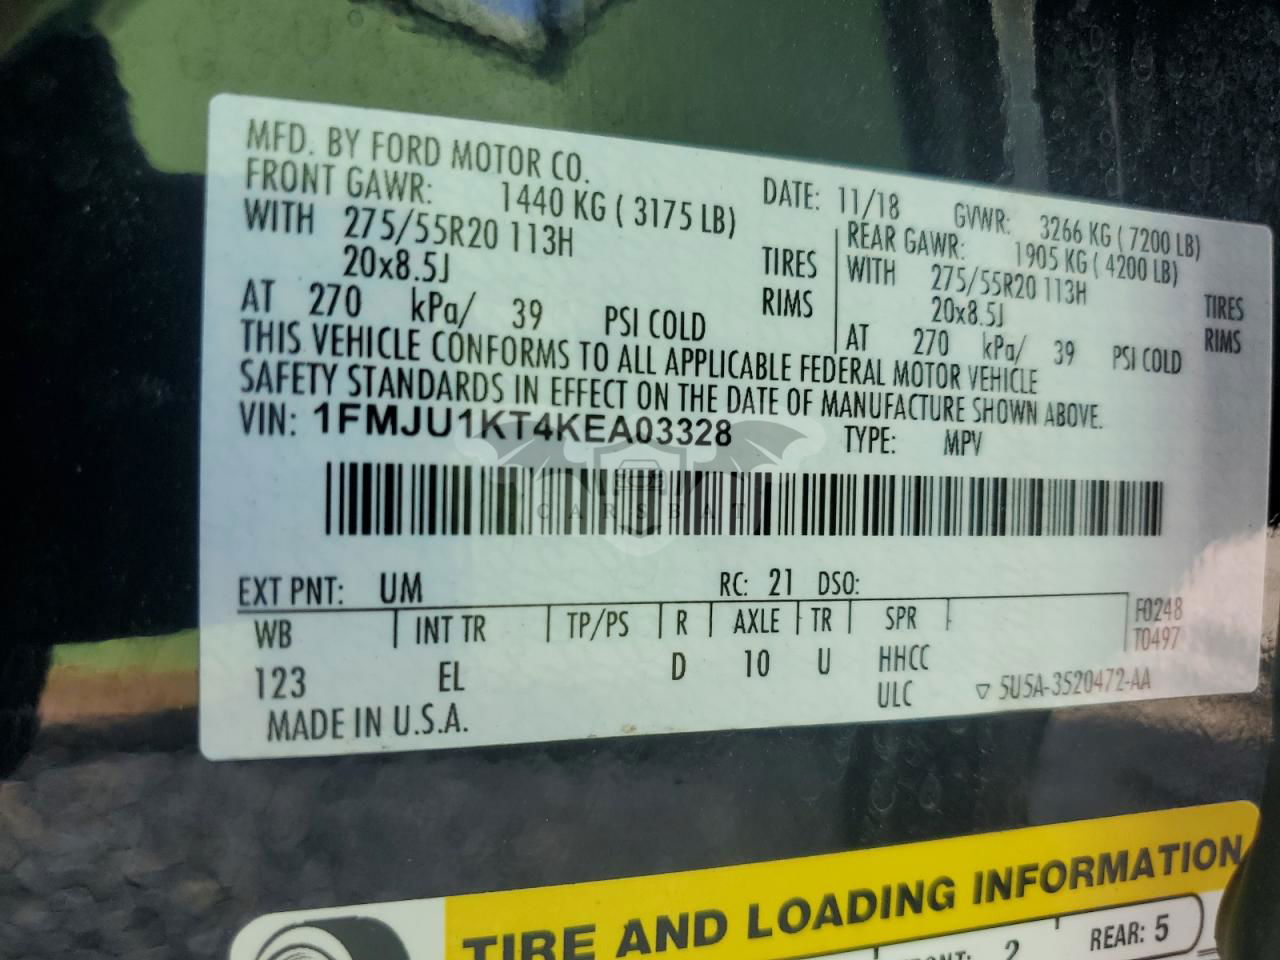 MFD. BY FORD MOTOR CO.
DATE: 11/18 GVWR: 3266 KG ( 7200 LB)
FRONT GAWR: 1440 KG ( 3175 LB)
WITH 275/55R20 113H TIRES
20x8.5J RIMS
AT 270 kPa/ 39 PSI COLD
REAR GAWR: 1905 KG ( 4200 LB)
WITH 275/55R20 113H TIRES
20x8.5J RIMS
AT 270 kPa/ 39 PSI COLD
THIS VEHICLE CONFORMS TO ALL APPLICABLE FEDERAL MOTOR VEHICLE
SAFETY STANDARDS IN EFFECT ON THE DATE OF MANUFACTURE SHOWN ABOVE.
VIN: 1FMJU1KT4KEA03328 TYPE: MPV
CARSBAT
EXT PNT: UM RC: 21 DSO:
WB INT TR TP/PS R AXLE TR SPR F0248
T0497
123 EL D 10 U HHCC
ULC
5U5A-3520472-AA
MADE IN U.S.A.
TIRE AND LOADING INFORMATION
2 REAR: 5